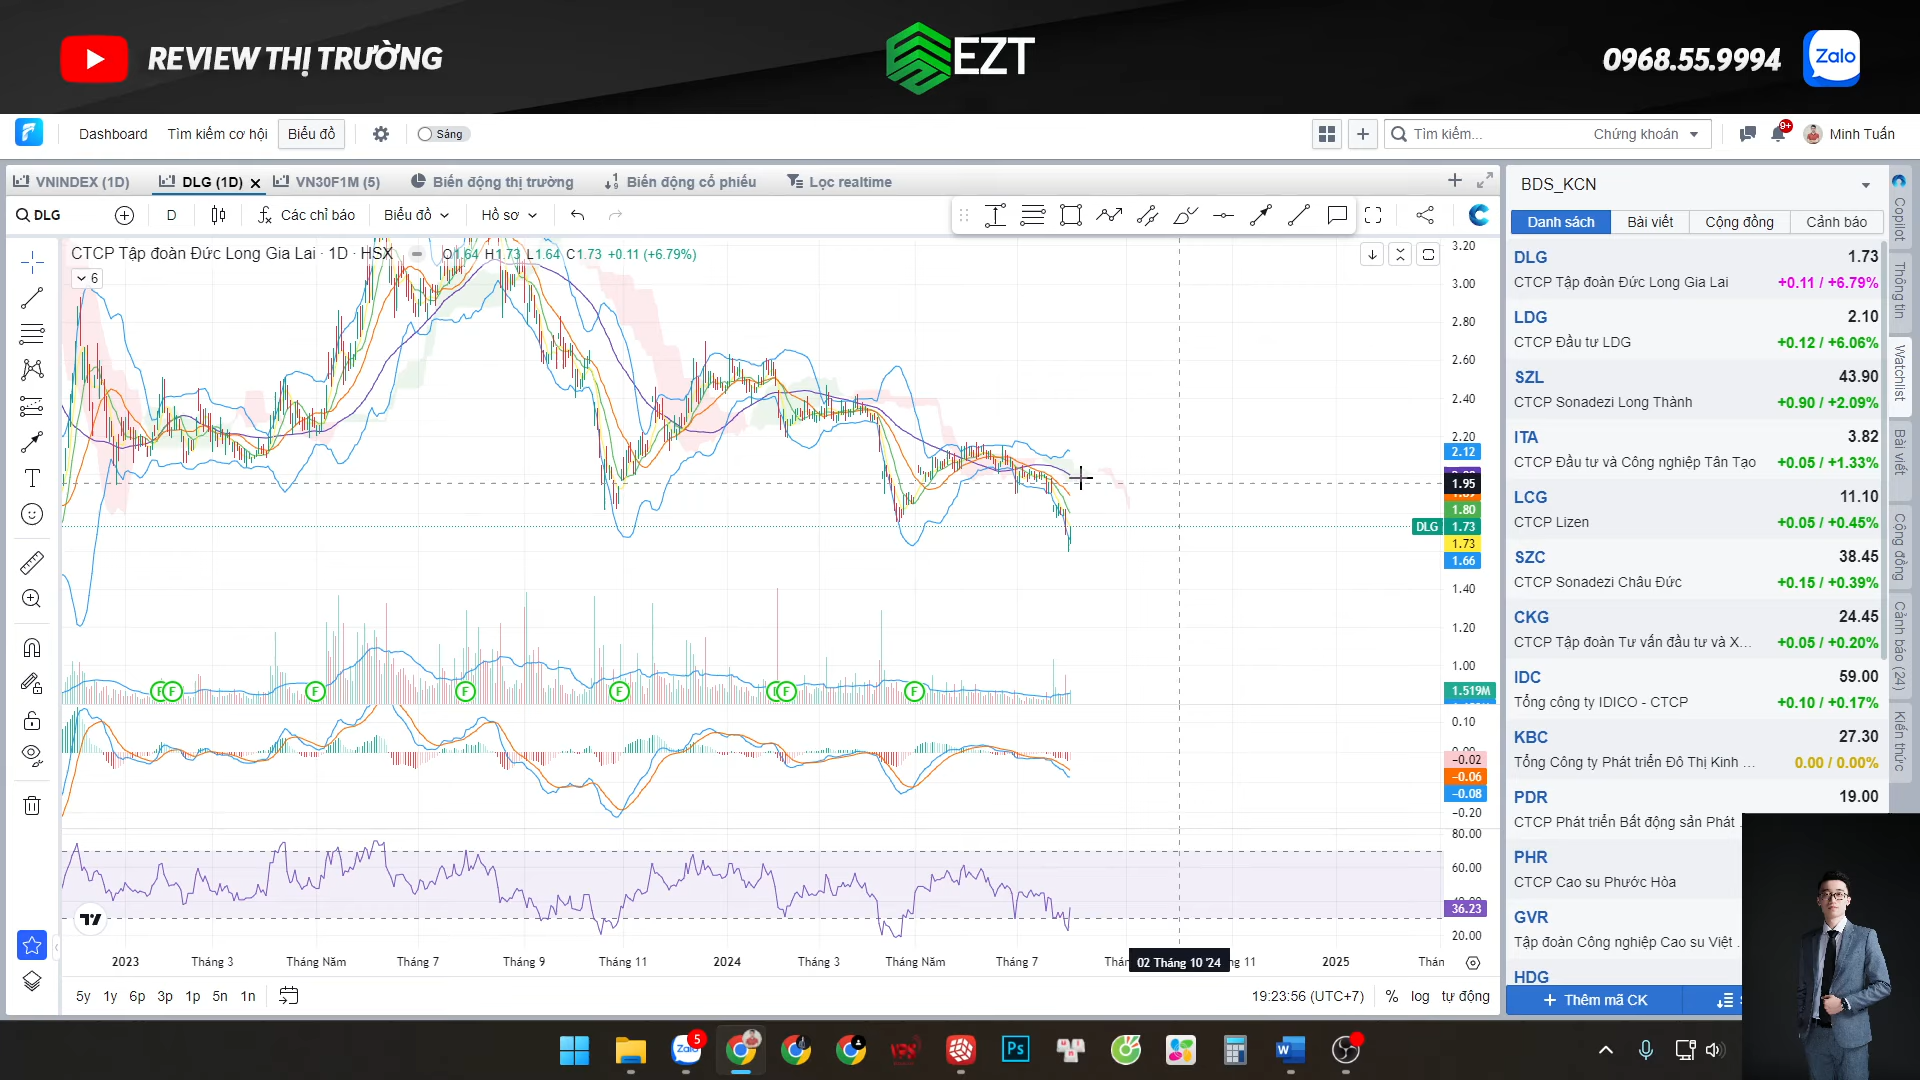 REVIEW THỊ TRƯỜNG
EZT
0968.55.9994
Zalo
Dashboard
Tìm kiếm cơ hội
Biểu đồ
Sáng
Tìm kiếm...
Chứng khoán
9+
Minh Tuấn
VNINDEX (1D)
DLG (1D)
VN30F1M (5)
Biến động thị trường
Biến động cổ phiếu
Lọc realtime
DLG
D
Các chỉ báo
Biểu đồ
Hồ sơ
CTCP Tập đoàn Đức Long Gia Lai · 1D · HSX
O1.64 H1.73 L1.64 C1.73 +0.11 (+6.79%)
6
3.20
3.00
2.80
2.60
2.40
2.20
2.12
1.95
1.80
DLG 1.73
1.73
1.66
1.40
1.20
1.00
1.519M
F F F F F F F
0.10
0.00
−0.02
−0.06
−0.08
−0.20
80.00
60.00
36.23
20.00
2023
Tháng 3
Tháng Năm
Tháng 7
Tháng 9
Tháng 11
2024
Tháng 3
Tháng Năm
Tháng 7
02 Tháng 10 '24
11
2025
Thán
5y 1y 6p 3p 1p 5n 1n
19:23:56 (UTC+7)
% log tự động
BDS_KCN
Danh sách
Bài viết
Cộng đồng
Cảnh báo
DLG 1.73
CTCP Tập đoàn Đức Long Gia Lai +0.11 / +6.79%
LDG 2.10
CTCP Đầu tư LDG +0.12 / +6.06%
SZL 43.90
CTCP Sonadezi Long Thành +0.90 / +2.09%
ITA 3.82
CTCP Đầu tư và Công nghiệp Tân Tạo +0.05 / +1.33%
LCG 11.10
CTCP Lizen +0.05 / +0.45%
SZC 38.45
CTCP Sonadezi Châu Đức +0.15 / +0.39%
CKG 24.45
CTCP Tập đoàn Tư vấn đầu tư và X... +0.05 / +0.20%
IDC 59.00
Tổng công ty IDICO - CTCP +0.10 / +0.17%
KBC 27.30
Tổng Công ty Phát triển Đô Thị Kinh ... 0.00 / 0.00%
PDR 19.00
CTCP Phát triển Bất động sản Phát
PHR
CTCP Cao su Phước Hòa
GVR
Tập đoàn Công nghiệp Cao su Việt
HDG
Thêm mã CK
Copilot
Thông tin
Watchlist
Bài viết
Cộng đồng
Cảnh báo (24)
Kiến thức
Zalo
5
Ps
W